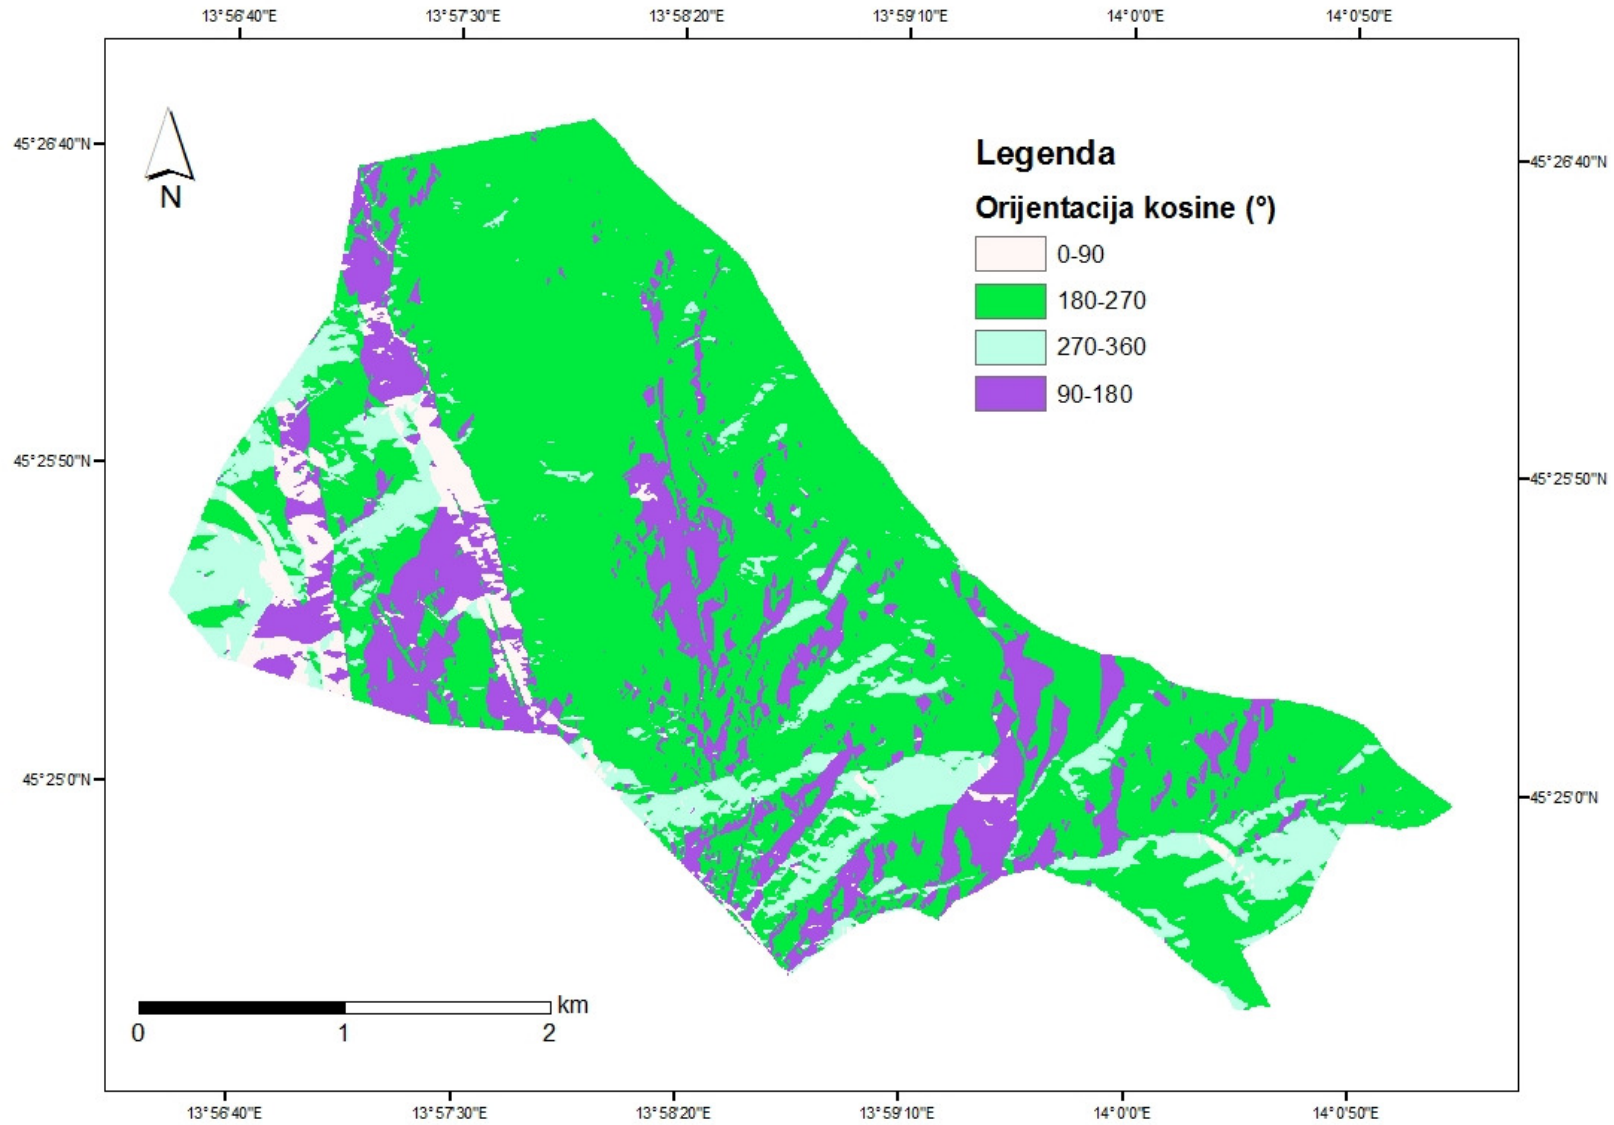 13°56'40"E 13°57'30"E 13°58'20"E 13°59'10"E 14°0'0"E 14°0'50"E
45°26'40"N 45°26'40"N
N
Legenda
Orijentacija kosine (°)
0-90
180-270
270-360
90-180
45°25'50"N 45°25'50"N
45°25'0"N 45°25'0"N
km
0 1 2
13°56'40"E 13°57'30"E 13°58'20"E 13°59'10"E 14°0'0"E 14°0'50"E